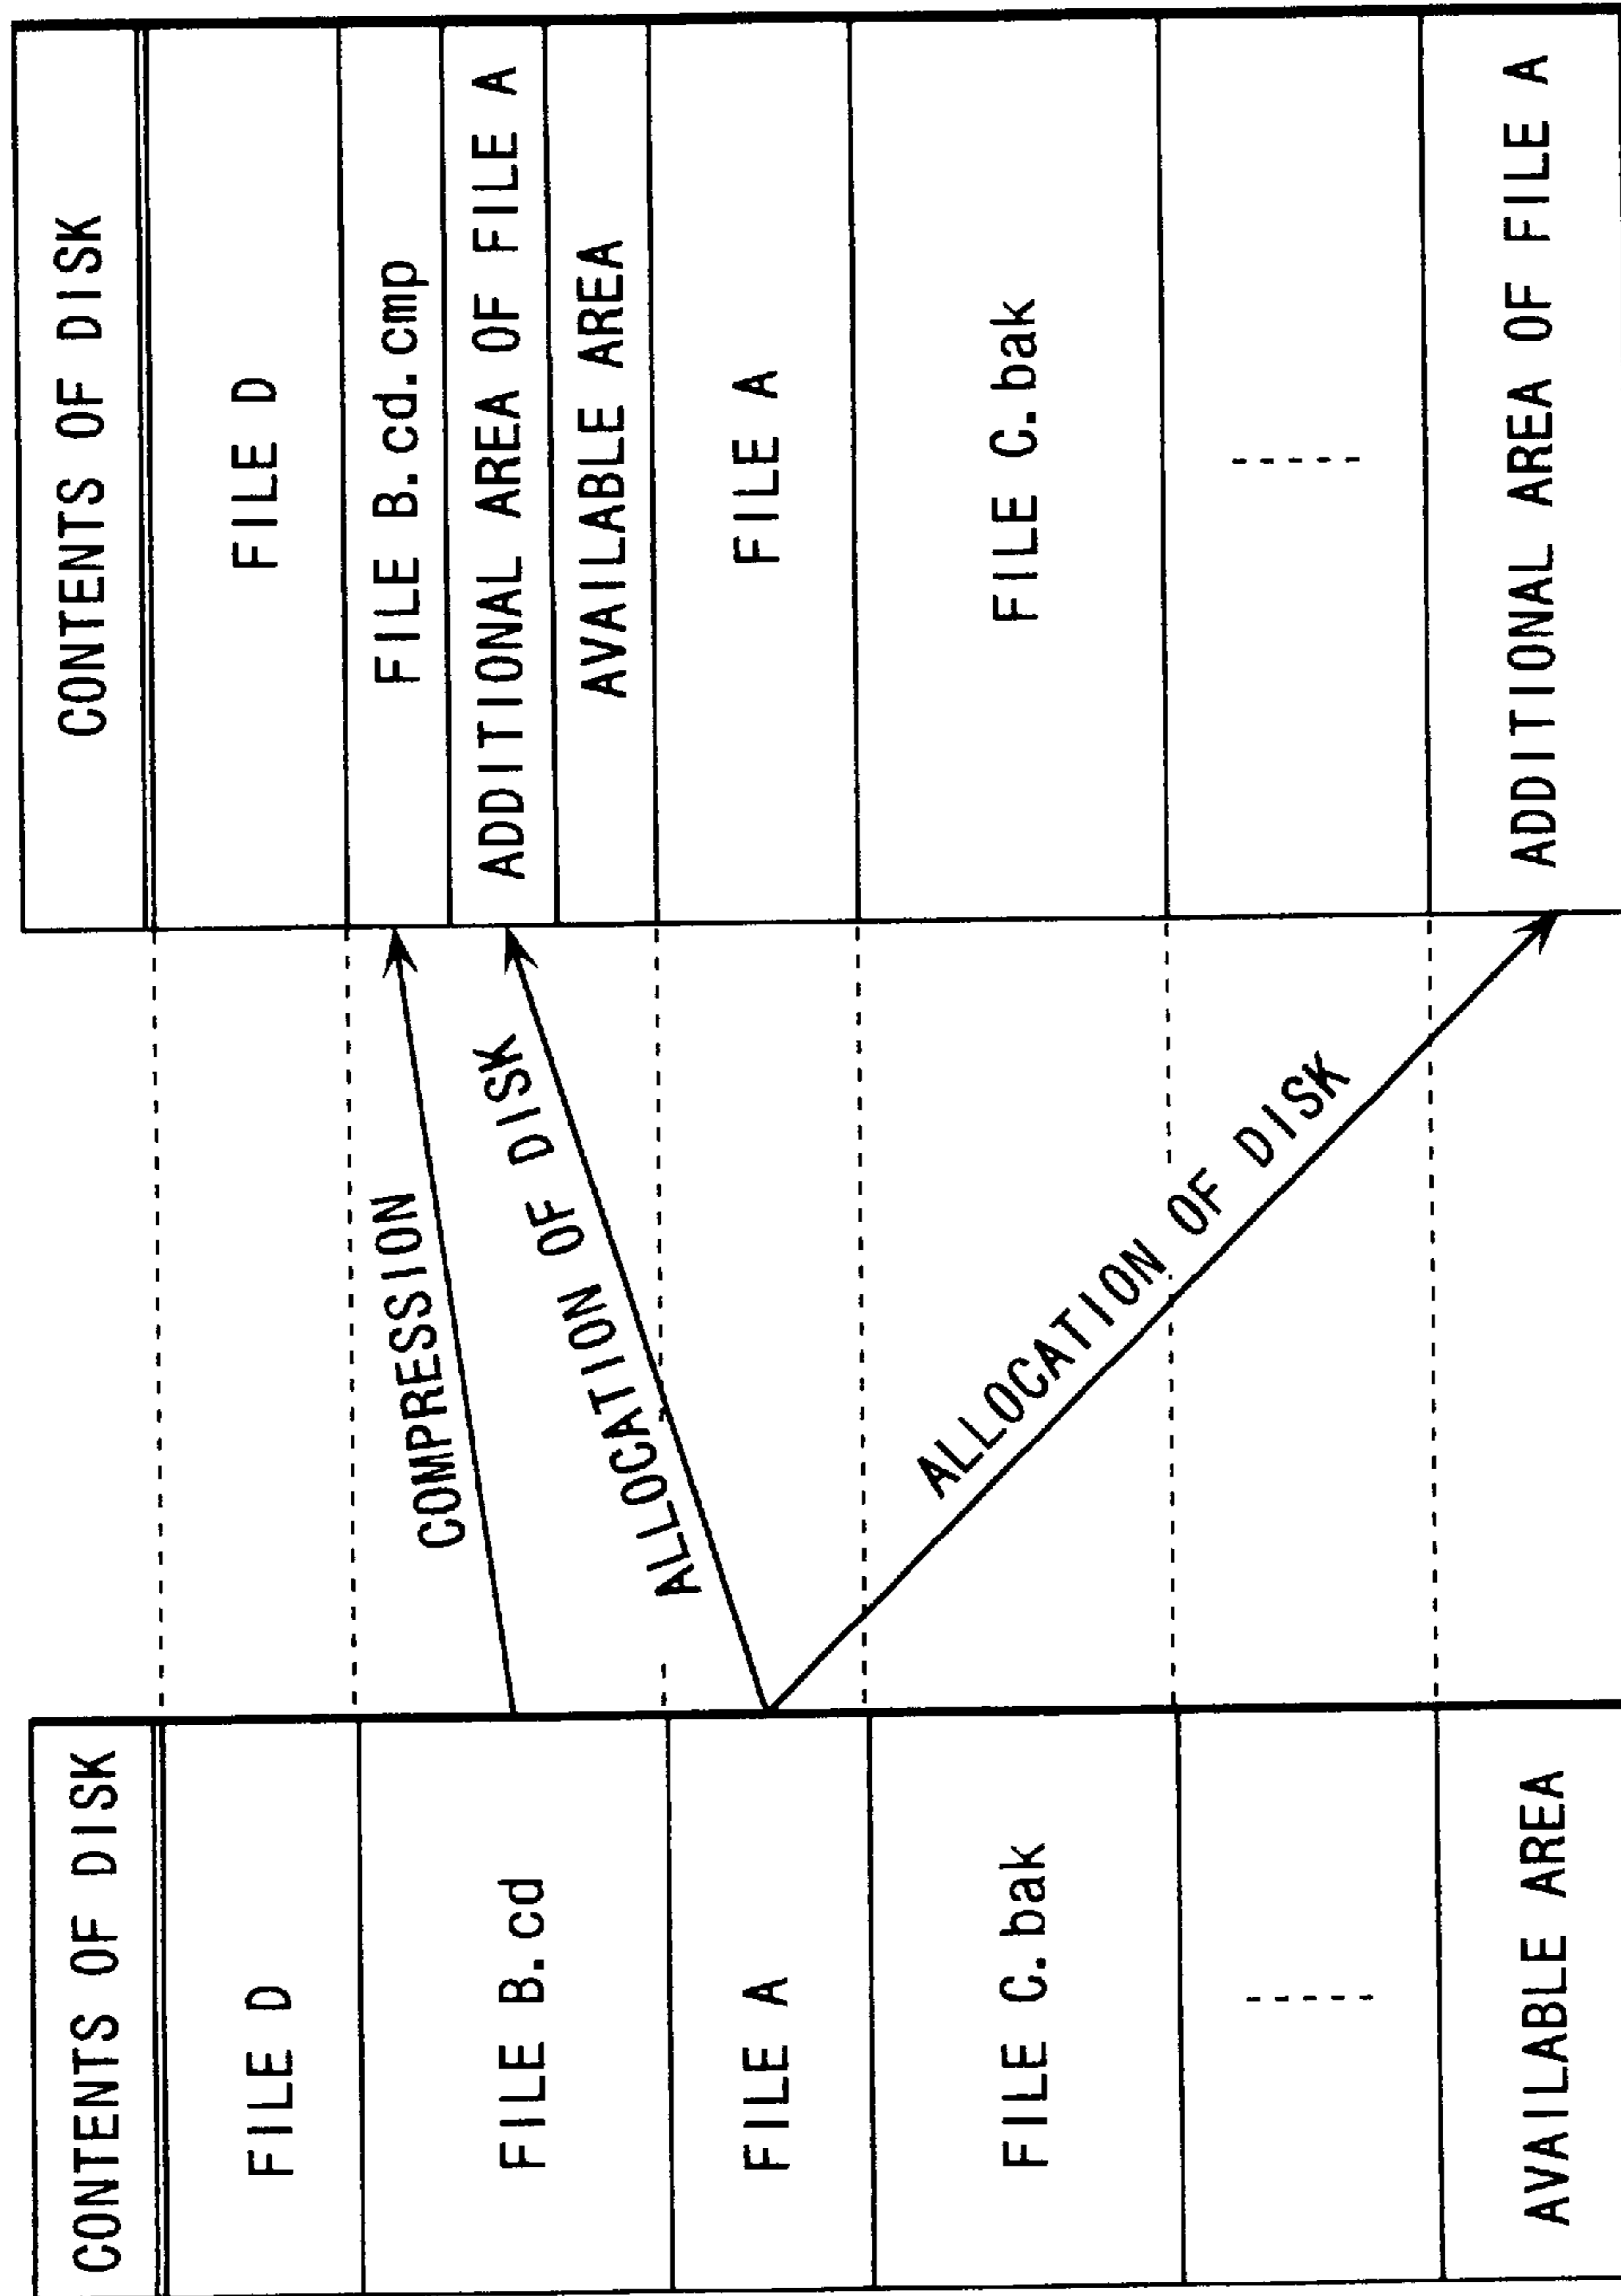 CONTENTS OF DISK
FILE D
FILE B.cd
FILE A
FILE C.bak
AVAILABLE AREA
COMPRESSION
ALLOCATION OF DISK
ALLOCATION OF DISK
CONTENTS OF DISK
FILE D
FILE B.cd.cmp
ADDITIONAL AREA OF FILE A
AVAILABLE AREA
FILE A
FILE C.bak
ADDITIONAL AREA OF FILE A